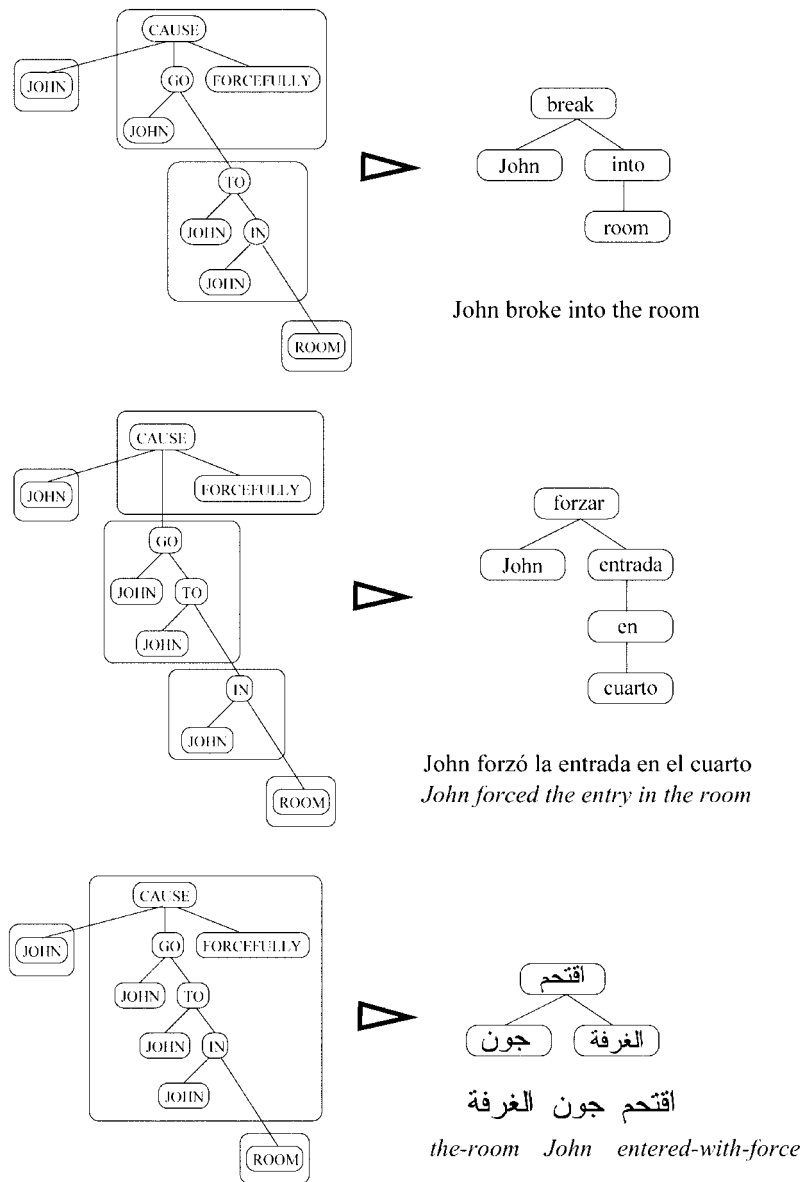 CAUSE
JOHN
GO
FORCEFULLY
JOHN
TO
JOHN
IN
JOHN
ROOM
break
John
into
room
John broke into the room
CAUSE
JOHN
FORCEFULLY
GO
JOHN
TO
JOHN
IN
JOHN
ROOM
forzar
John
entrada
en
cuarto
John forzó la entrada en el cuarto
John forced the entry in the room
CAUSE
JOHN
GO
FORCEFULLY
JOHN
TO
JOHN
IN
JOHN
ROOM
اقتحم
جون
الغرفة
اقتحم جون الغرفة
the-room John entered-with-force